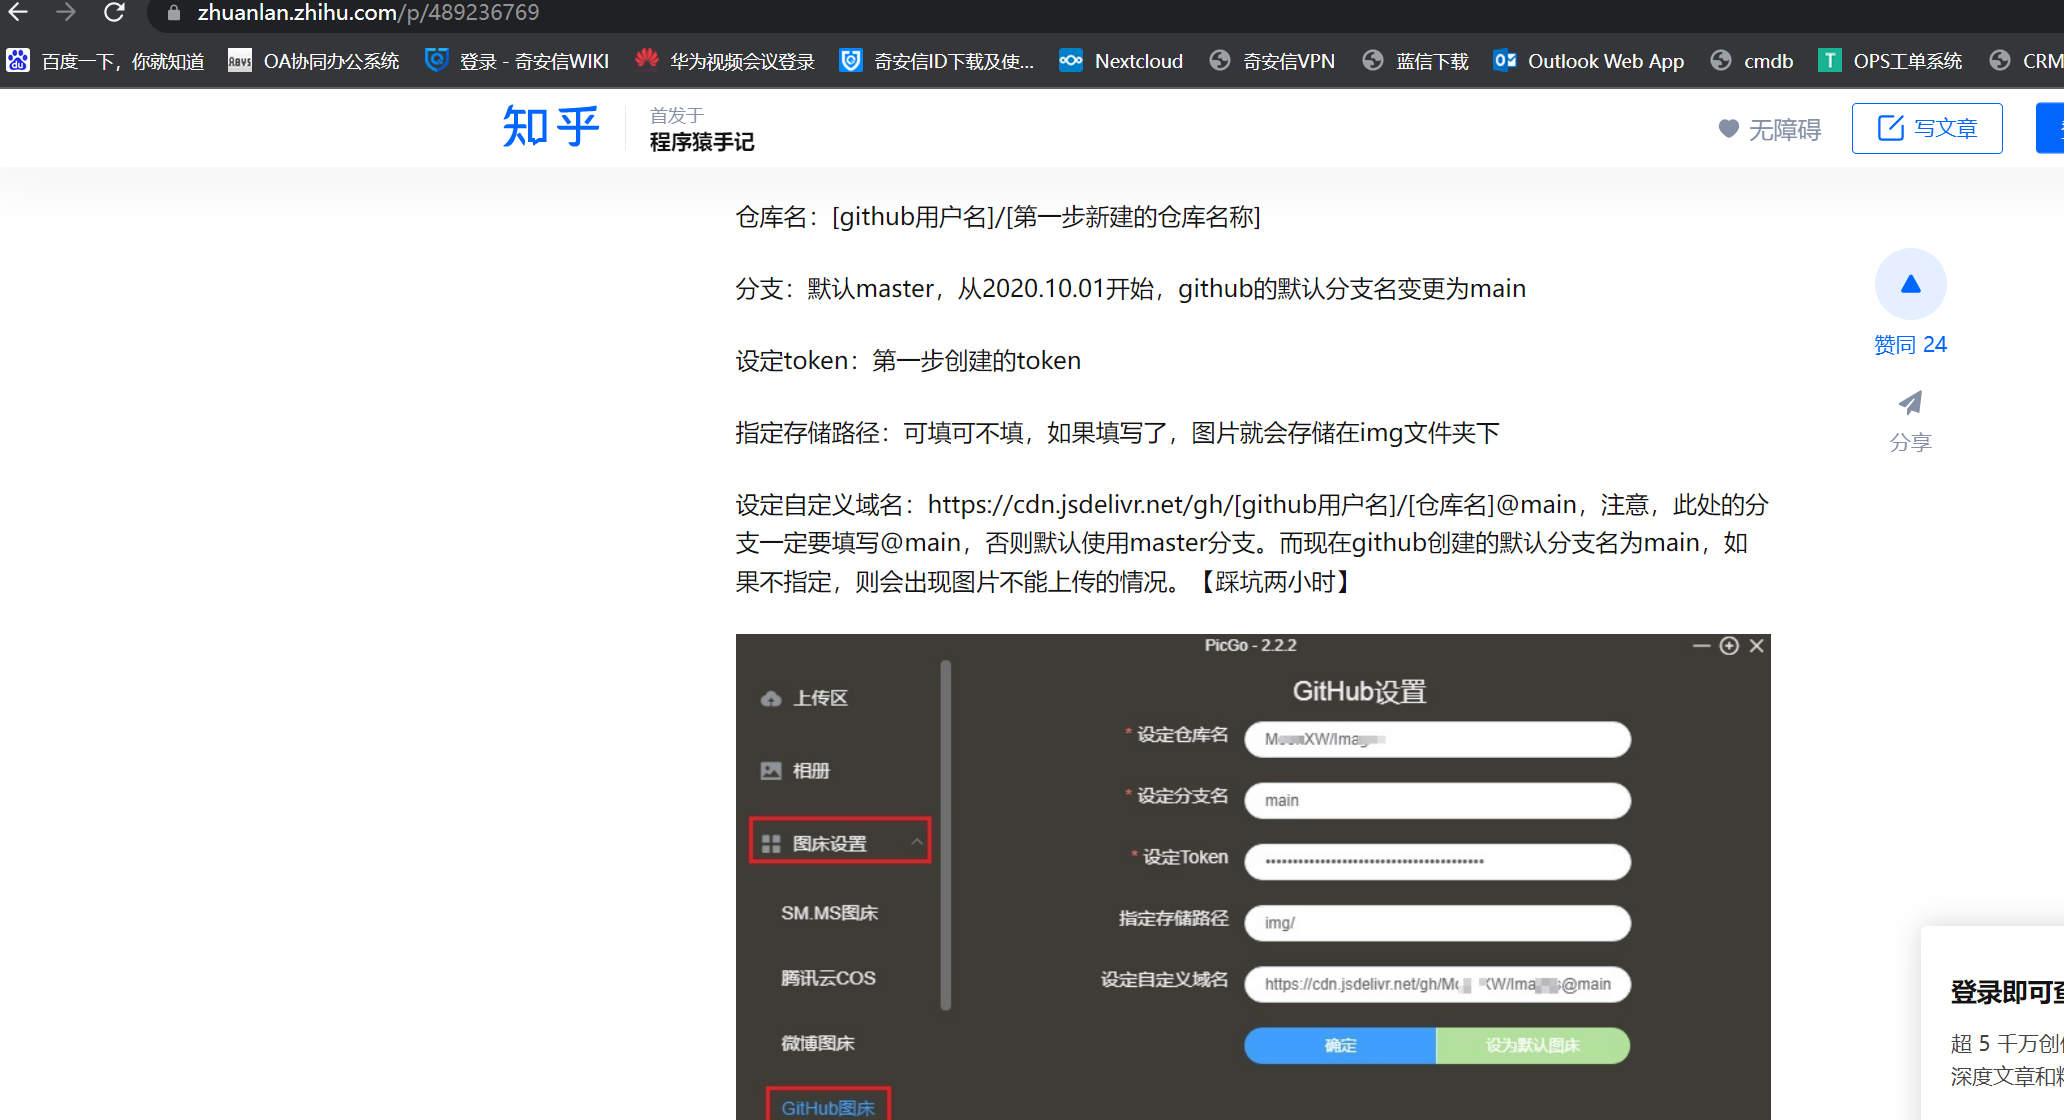 zhuanlan.zhihu.com/p/489236769
百度一下，你就知道 OA协同办公系统 登录 - 奇安信WIKI 华为视频会议登录 奇安信ID下载及使... Nextcloud 奇安信VPN 蓝信下载 Outlook Web App cmdb OPS工单系统 CRM
知乎
首发于
程序猿手记
无障碍 写文章
仓库名：[github用户名]/[第一步新建的仓库名称]
分支：默认master，从2020.10.01开始，github的默认分支名变更为main
设定token：第一步创建的token
指定存储路径：可填可不填，如果填写了，图片就会存储在img文件夹下
设定自定义域名：https://cdn.jsdelivr.net/gh/[github用户名]/[仓库名]@main，注意，此处的分
支一定要填写@main，否则默认使用master分支。而现在github创建的默认分支名为main，如
果不指定，则会出现图片不能上传的情况。【踩坑两小时】
赞同 24
分享
PicGo - 2.2.2
上传区
相册
图床设置
SM.MS图床
腾讯云COS
微博图床
GitHub图床
GitHub设置
* 设定仓库名
* 设定分支名 main
* 设定Token
指定存储路径 img/
设定自定义域名 https://cdn.jsdelivr.net/gh/ @main
确定 设为默认图床
登录即可查
超 5 千万创
深度文章和